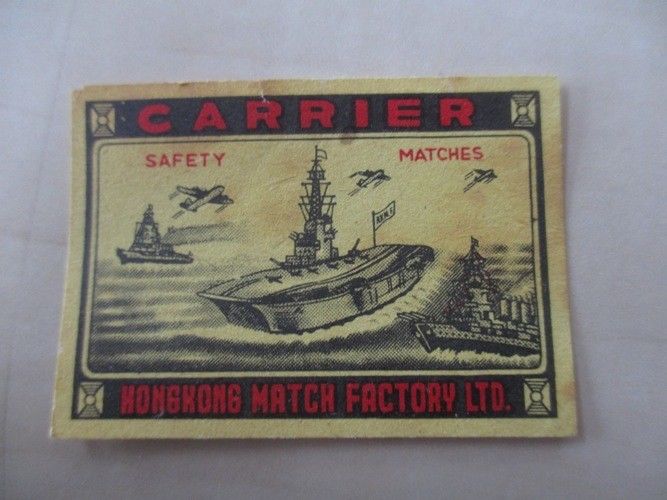 CARRIER
SAFETY MATCHES
HONGKONG MATCH FACTORY LTD.